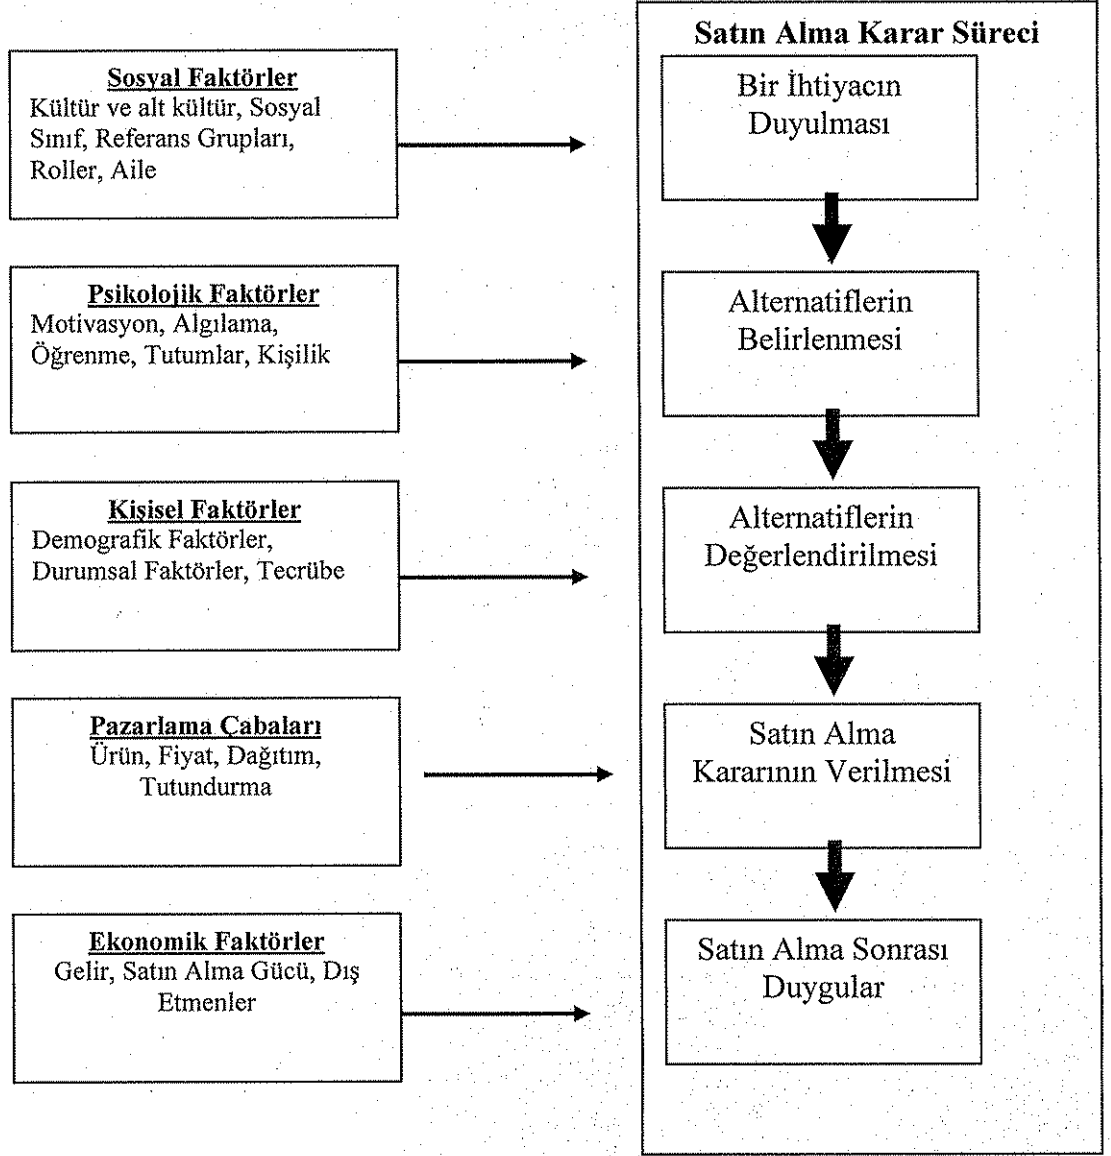 Satın Alma Karar Süreci
Sosyal Faktörler
Kültür ve alt kültür, Sosyal
Sınıf, Referans Grupları,
Roller, Aile
Bir İhtiyacın
Duyulması
Psikolojik Faktörler
Motivasyon, Algılama,
Öğrenme, Tutumlar, Kişilik
Alternatiflerin
Belirlenmesi
Kişisel Faktörler
Demografik Faktörler,
Durumsal Faktörler, Tecrübe
Alternatiflerin
Değerlendirilmesi
Pazarlama Çabaları
Ürün, Fiyat, Dağıtım,
Tutundurma
Satın Alma
Kararının Verilmesi
Ekonomik Faktörler
Gelir, Satın Alma Gücü, Dış
Etmenler
Satın Alma Sonrası
Duygular